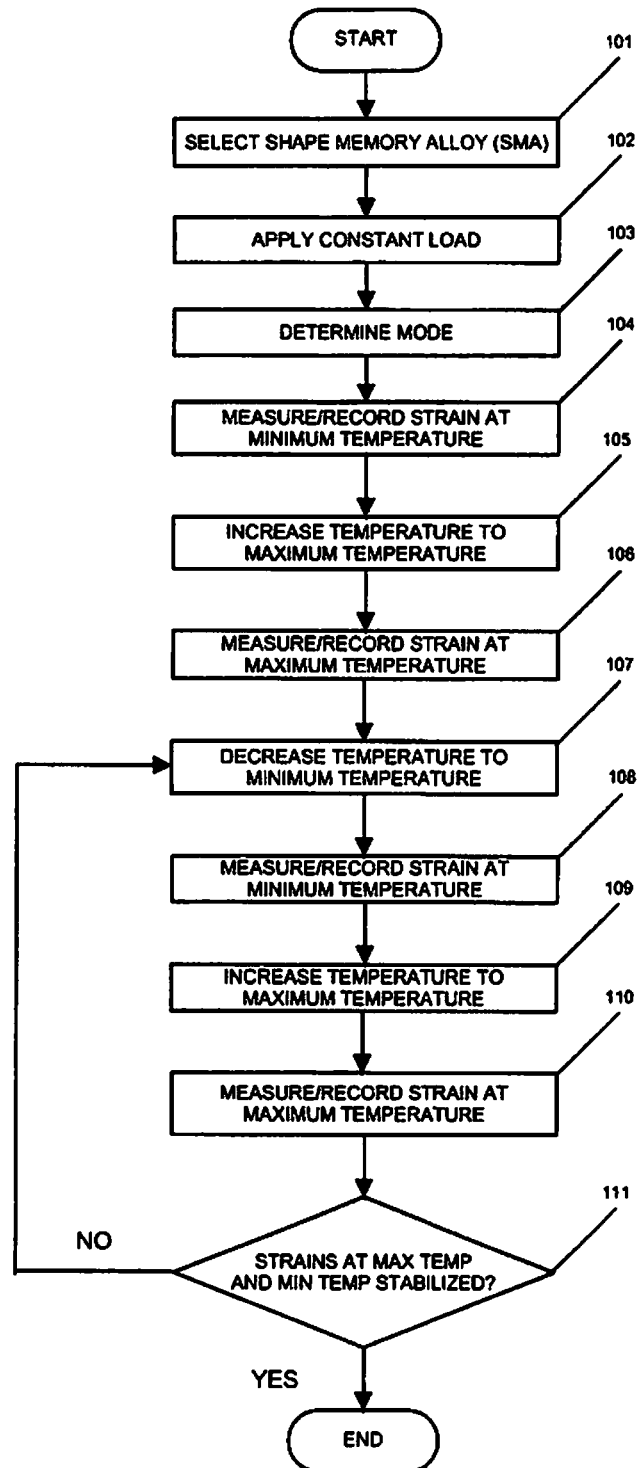 START
101
SELECT SHAPE MEMORY ALLOY (SMA)
102
APPLY CONSTANT LOAD
103
DETERMINE MODE
104
MEASURE/RECORD STRAIN AT
MINIMUM TEMPERATURE
105
INCREASE TEMPERATURE TO
MAXIMUM TEMPERATURE
106
MEASURE/RECORD STRAIN AT
MAXIMUM TEMPERATURE
107
DECREASE TEMPERATURE TO
MINIMUM TEMPERATURE
108
MEASURE/RECORD STRAIN AT
MINIMUM TEMPERATURE
109
INCREASE TEMPERATURE TO
MAXIMUM TEMPERATURE
110
MEASURE/RECORD STRAIN AT
MAXIMUM TEMPERATURE
111
NO
STRAINS AT MAX TEMP
AND MIN TEMP STABILIZED?
YES
END